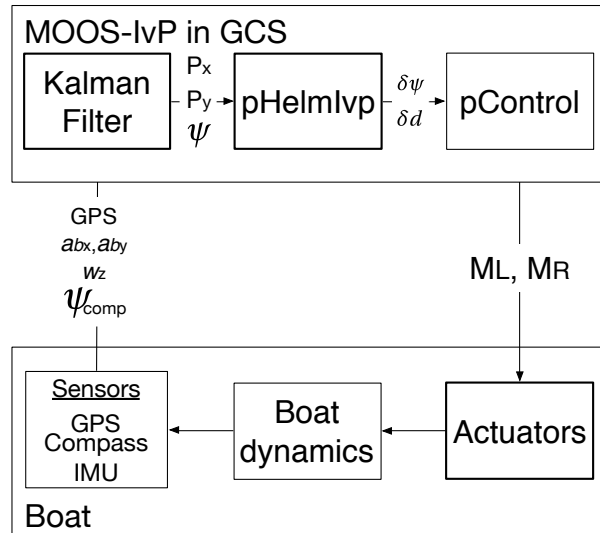 MOOS-IvP in GCS
Kalman
Filter
Px
Py
ψ
pHelmIvp
δψ
δd
pControl
GPS
abx,aby
wz
ψcomp
ML, MR
Sensors
GPS
Compass
IMU
Boat
dynamics
Actuators
Boat